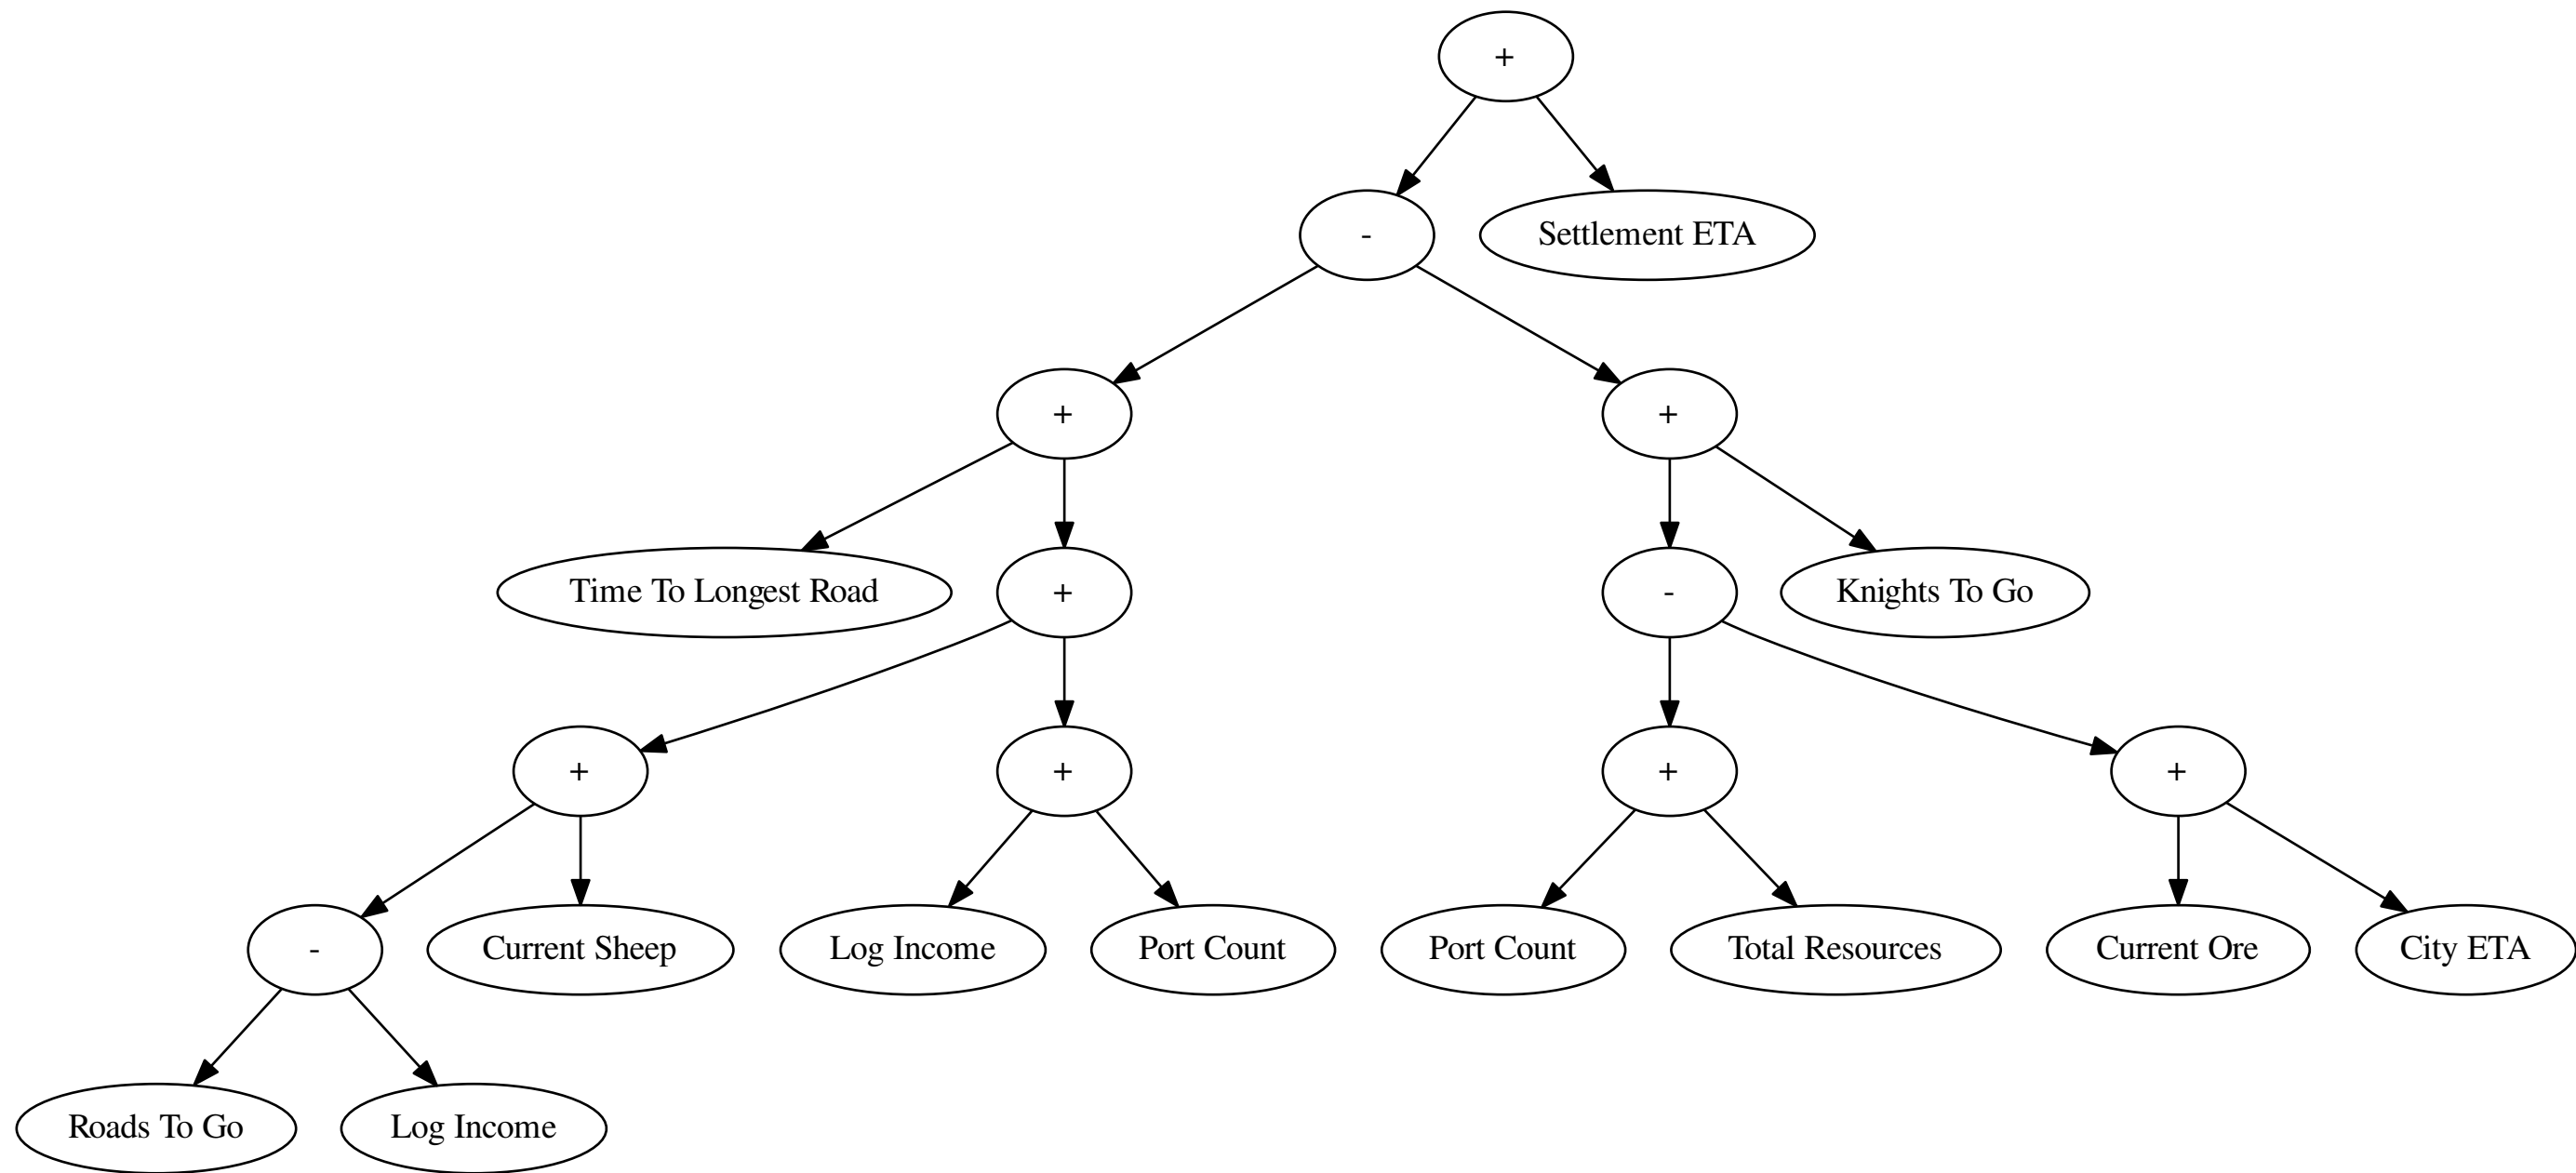 +
-
Settlement ETA
+
+
Time To Longest Road
+
-
Knights To Go
+
+
+
+
-
Current Sheep
Log Income
Port Count
Port Count
Total Resources
Current Ore
City ETA
Roads To Go
Log Income